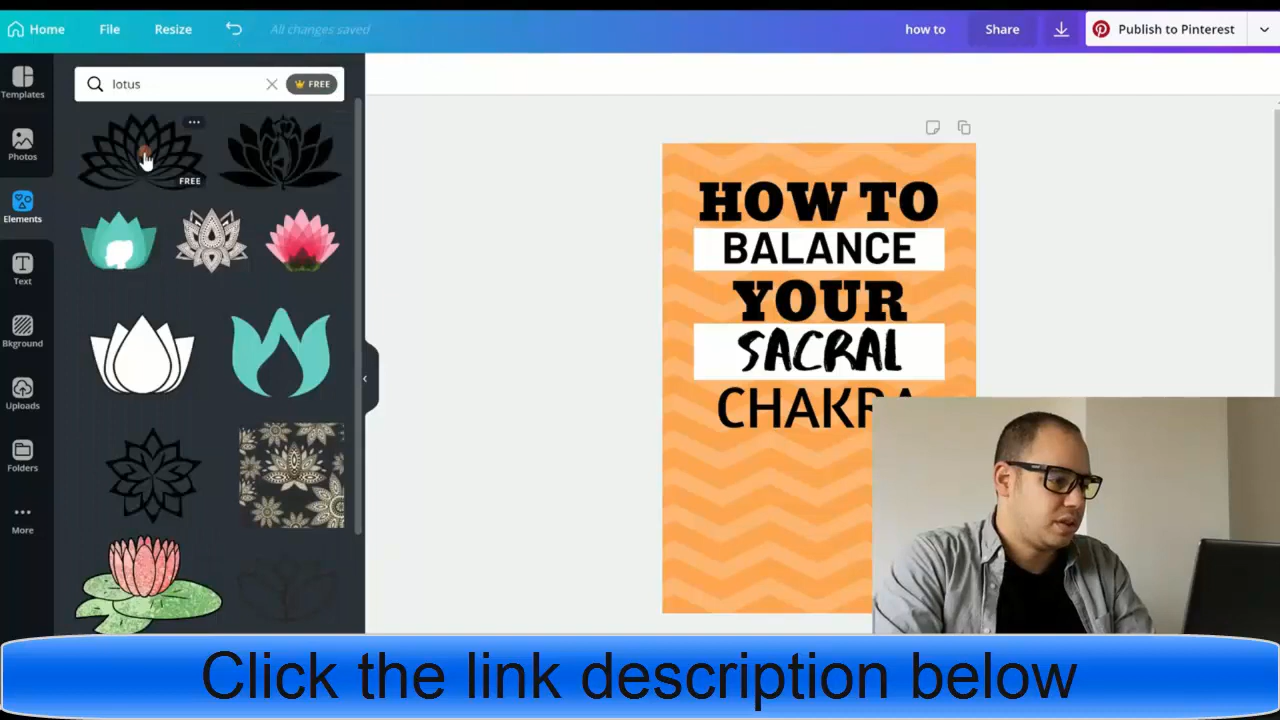 Home File Resize All changes saved how to Share Publish to Pinterest
Templates
Photos
Elements
Text
Bkground
Uploads
Folders
More
lotus FREE
FREE
HOW TO
BALANCE
YOUR
SACRAL
CHAKRA
Click the link description below